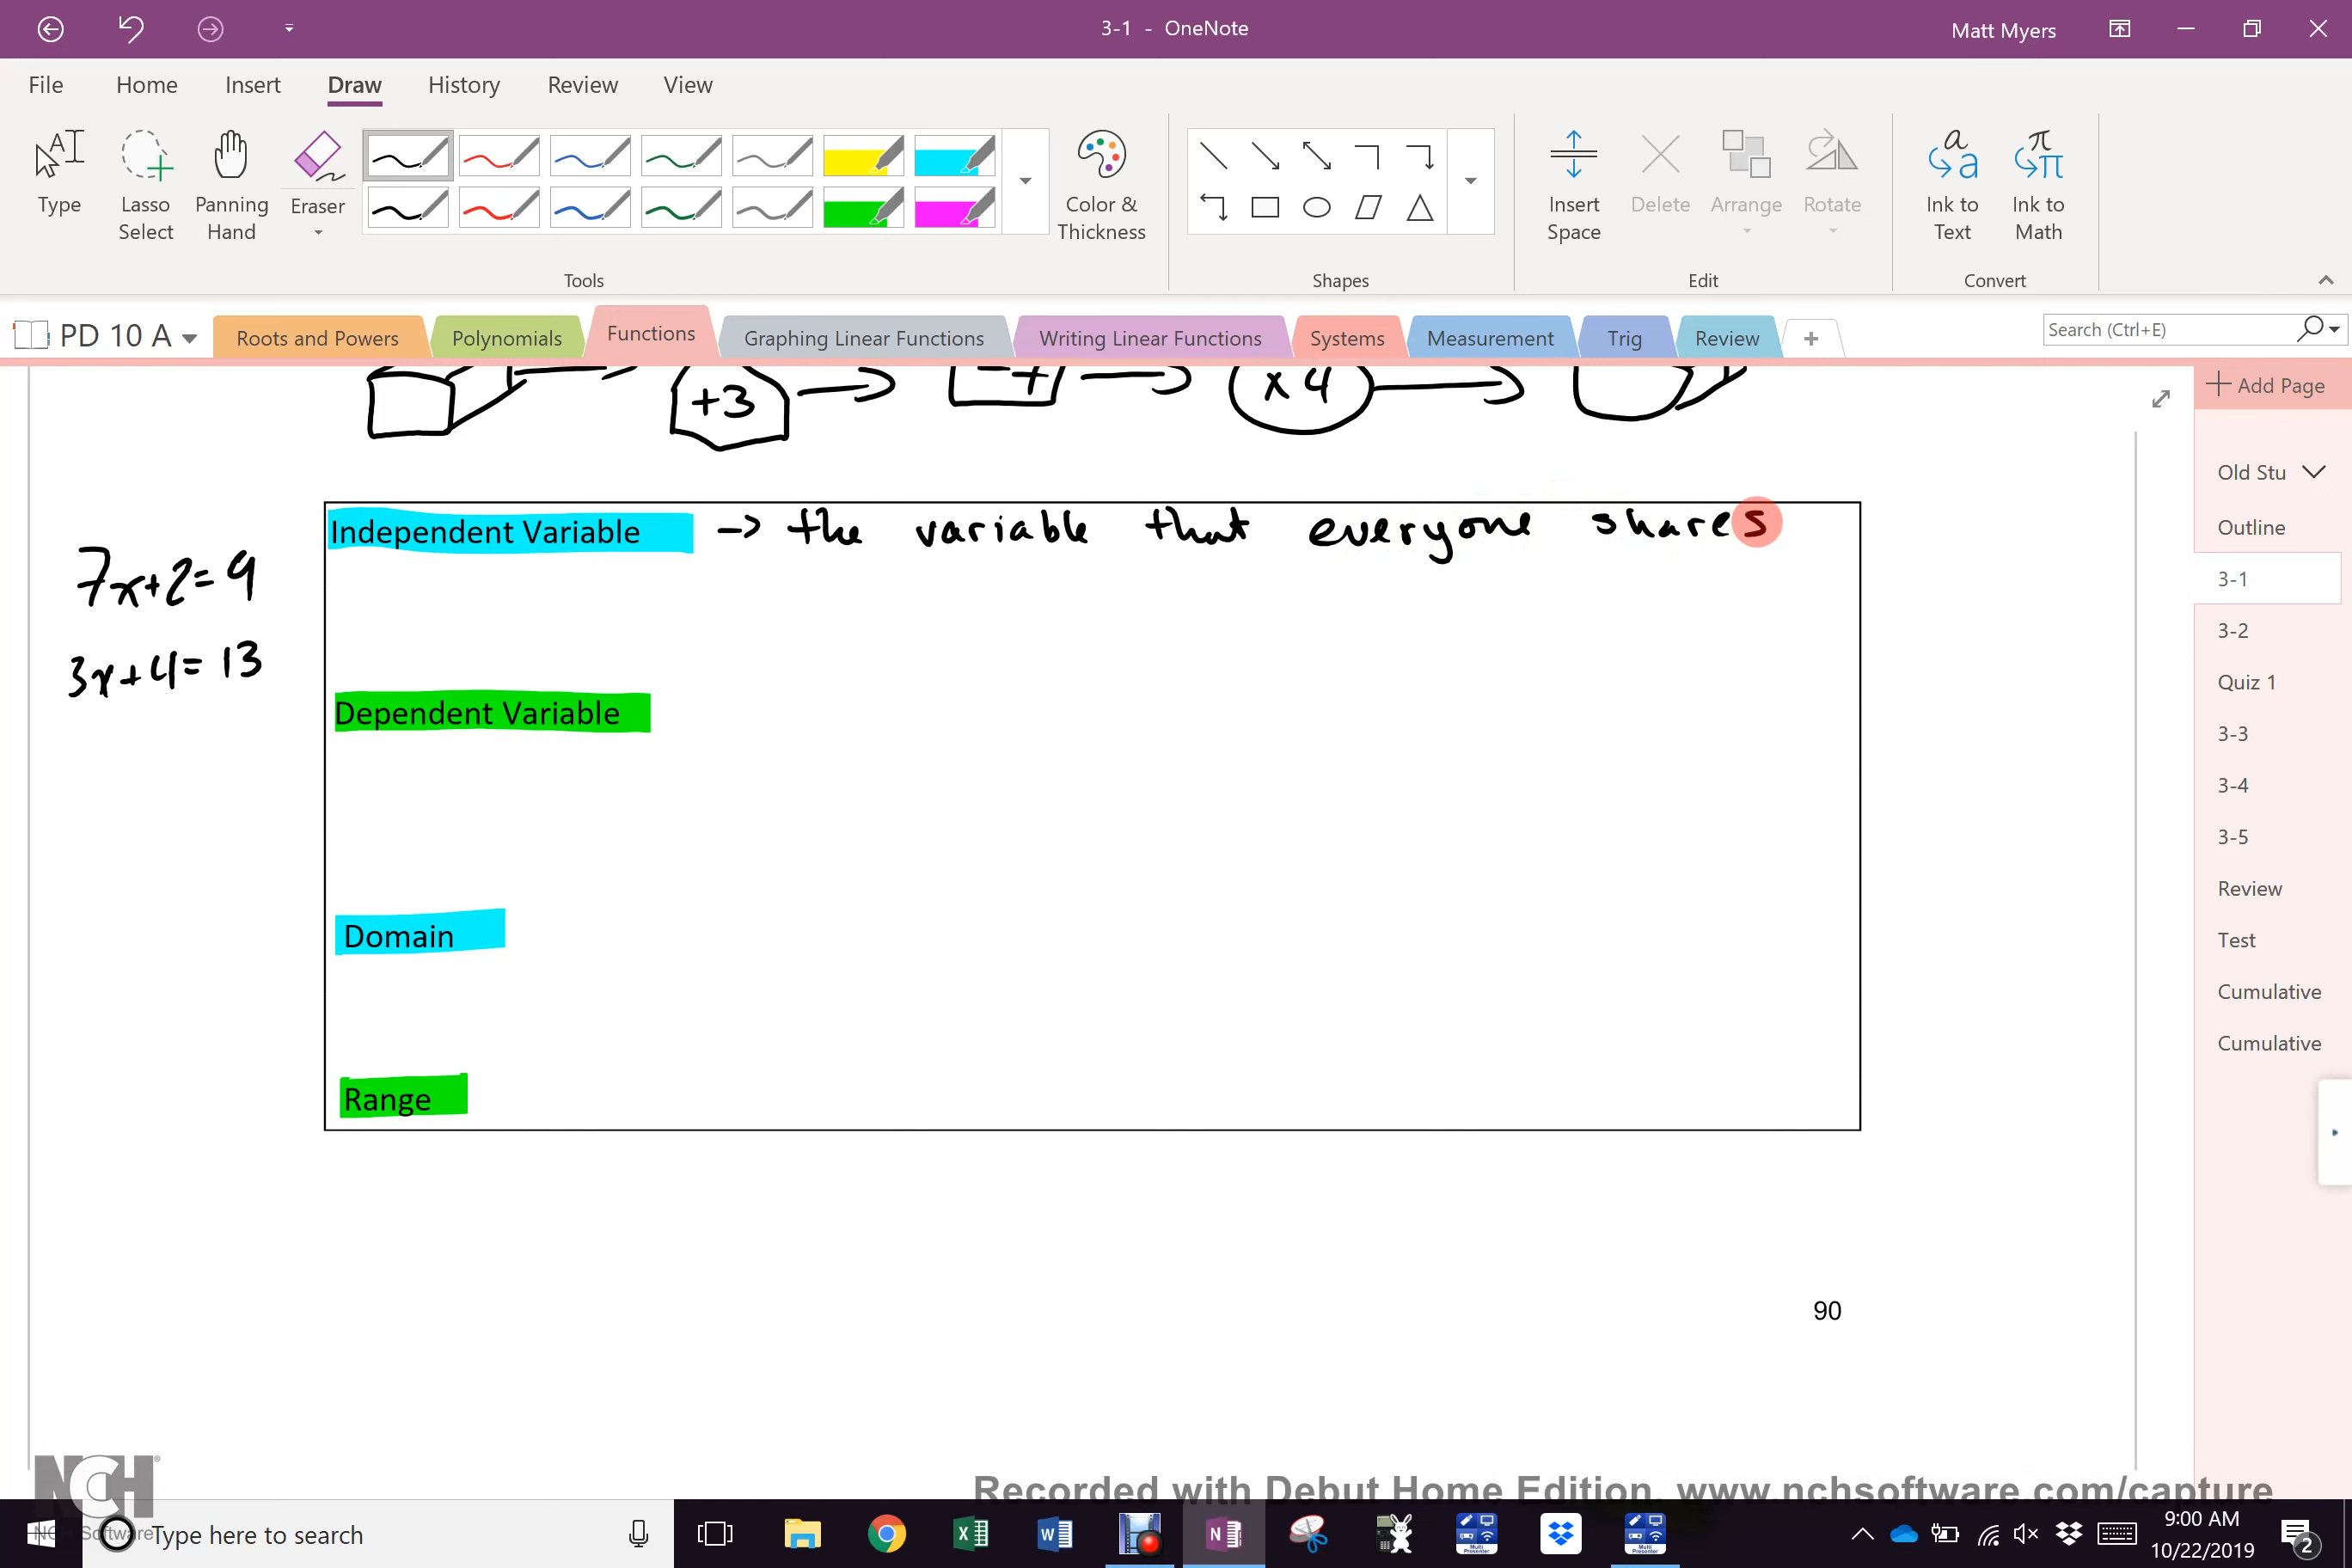 3-1 - OneNote
Matt Myers
File Home Insert Draw History Review View
Type
Lasso Select
Panning Hand
Eraser
Color & Thickness
Insert Space
Delete
Arrange
Rotate
Ink to Text
Ink to Math
Tools
Shapes
Edit
Convert
PD 10 A
Roots and Powers
Polynomials
Functions
Graphing Linear Functions
Writing Linear Functions
Systems
Measurement
Trig
Review
Search (Ctrl+E)
Add Page
+3
x 4
Old Stu
Outline
3-1
3-2
Quiz 1
3-3
3-4
3-5
Review
Test
Cumulative
Cumulative
Independent Variable -> the variable that everyone shares
7x+2=9
3x+4=13
Dependent Variable
Domain
Range
90
NCH®
NCH Software
Recorded with Debut Home Edition. www.nchsoftware.com/capture
Type here to search
9:00 AM
10/22/2019
2